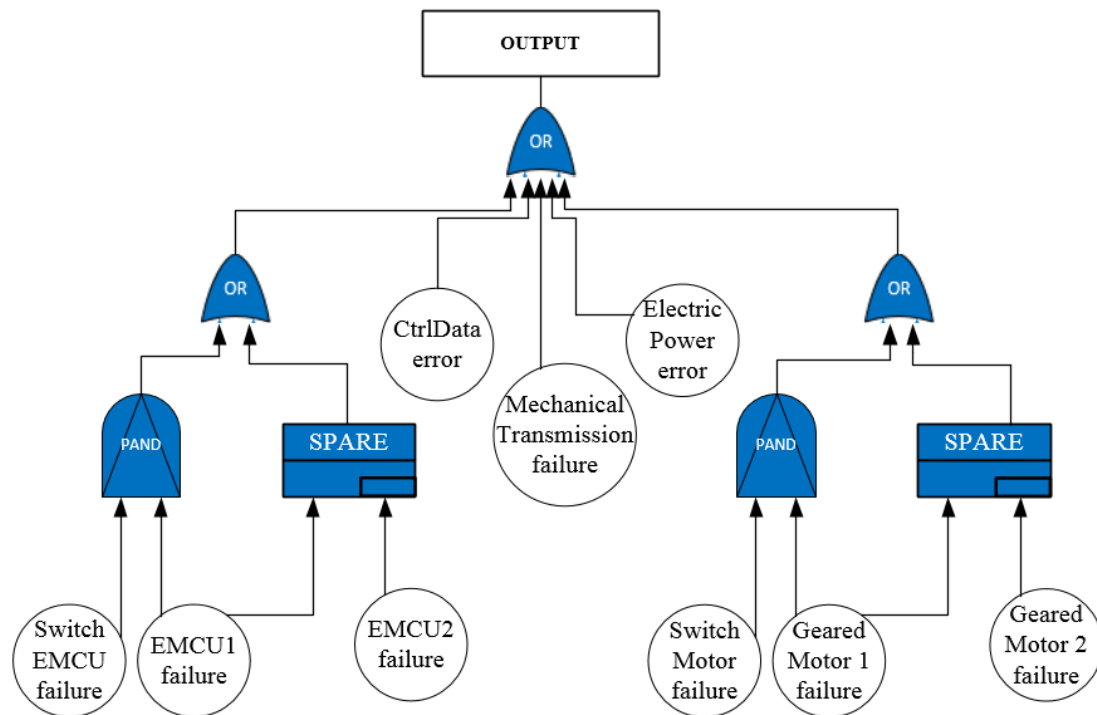 OUTPUT
OR
OR
OR
CtrlData
error
Electric
Power
error
Mechanical
Transmission
failure
PAND
SPARE
PAND
SPARE
Switch
EMCU
failure
EMCU1
failure
EMCU2
failure
Switch
Motor
failure
Geared
Motor 1
failure
Geared
Motor 2
failure